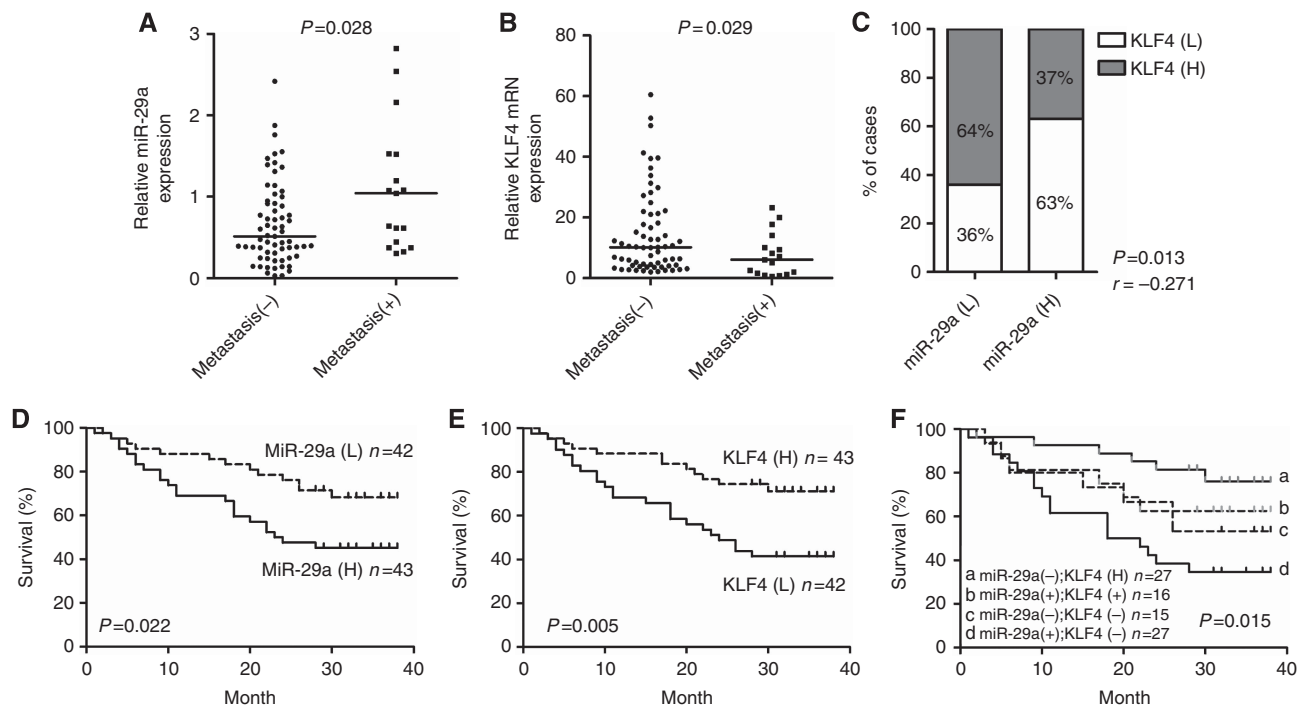 A
P=0.028
Relative miR-29a
expression
3
2
1
0
Metastasis(–)
Metastasis(+)
B
P=0.029
Relative KLF4 mRN
expression
80
60
40
20
0
Metastasis(–)
Metastasis(+)
C
% of cases
100
80
60
40
20
0
64%
36%
37%
63%
KLF4 (L)
KLF4 (H)
P=0.013
r = –0.271
miR-29a (L)
miR-29a (H)
D
Survival (%)
100
80
60
40
20
0
MiR-29a (L) n=42
MiR-29a (H) n=43
P=0.022
0 10 20 30 40
Month
E
Survival (%)
100
80
60
40
20
0
KLF4 (H) n= 43
KLF4 (L) n=42
P=0.005
0 10 20 30 40
Month
F
Survival (%)
100
80
60
40
20
0
a
b
c
d
a miR-29a(–);KLF4 (H) n=27
b miR-29a(+);KLF4 (+) n=16
c miR-29a(–);KLF4 (–) n=15
d miR-29a(+);KLF4 (–) n=27
P=0.015
0 10 20 30 40
Month